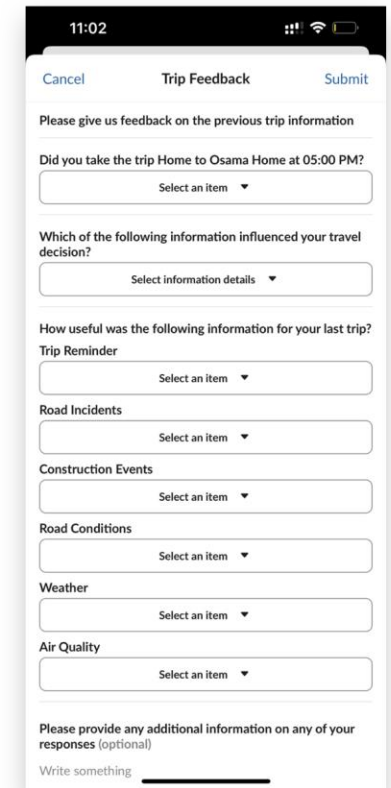 11:02
Cancel Trip Feedback Submit
Please give us feedback on the previous trip information
Did you take the trip Home to Osama Home at 05:00 PM?
Select an item
Which of the following information influenced your travel
decision?
Select information details
How useful was the following information for your last trip?
Trip Reminder
Select an item
Road Incidents
Select an item
Construction Events
Select an item
Road Conditions
Select an item
Weather
Select an item
Air Quality
Select an item
Please provide any additional information on any of your
responses (optional)
Write something